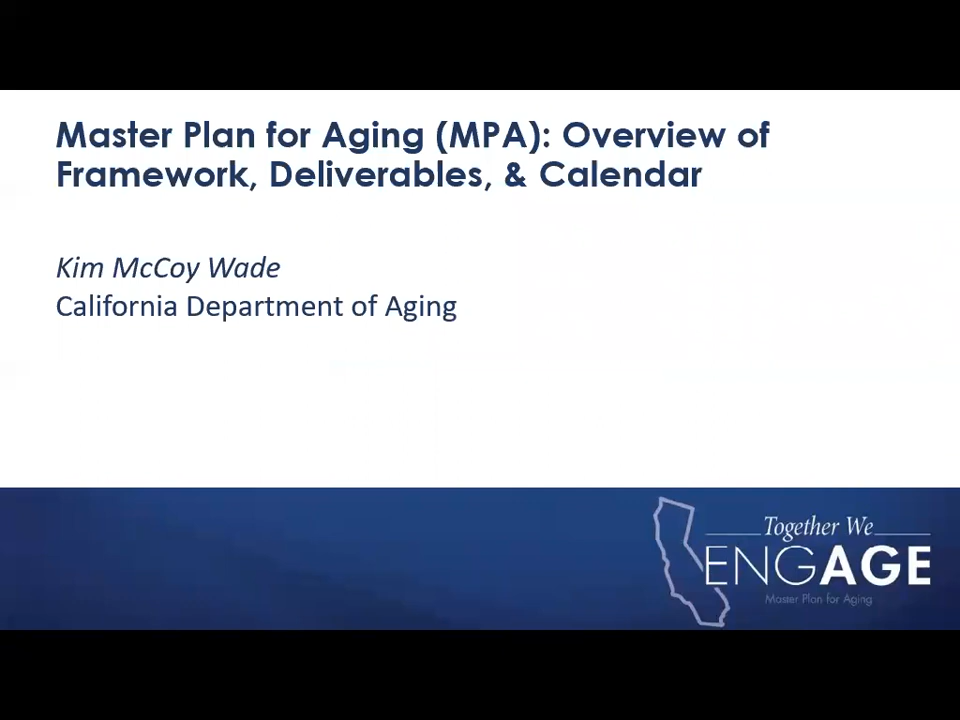 Master Plan for Aging (MPA): Overview of
Framework, Deliverables, & Calendar
Kim McCoy Wade
California Department of Aging
Together We
ENGAGE
Master Plan for Aging